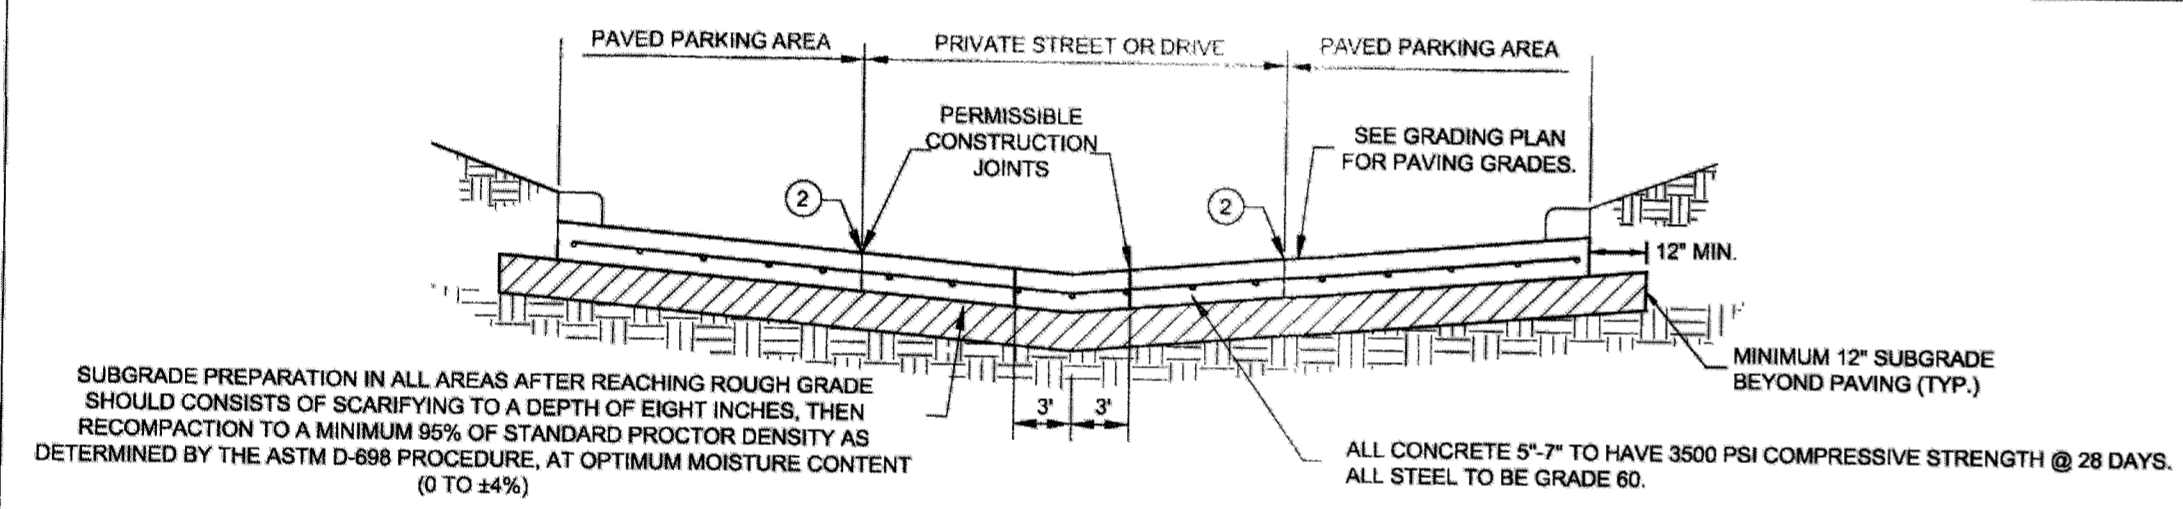 PAVED PARKING AREA
PRIVATE STREET OR DRIVE
PAVED PARKING AREA
PERMISSIBLE
CONSTRUCTION
JOINTS
SEE GRADING PLAN
FOR PAVING GRADES.
2
2
12" MIN.
MINIMUM 12" SUBGRADE
BEYOND PAVING (TYP.)
SUBGRADE PREPARATION IN ALL AREAS AFTER REACHING ROUGH GRADE
SHOULD CONSISTS OF SCARIFYING TO A DEPTH OF EIGHT INCHES, THEN
RECOMPACTION TO A MINIMUM 95% OF STANDARD PROCTOR DENSITY AS
DETERMINED BY THE ASTM D-698 PROCEDURE, AT OPTIMUM MOISTURE CONTENT
(0 TO ±4%)
3'
3'
ALL CONCRETE 5"-7" TO HAVE 3500 PSI COMPRESSIVE STRENGTH @ 28 DAYS.
ALL STEEL TO BE GRADE 60.